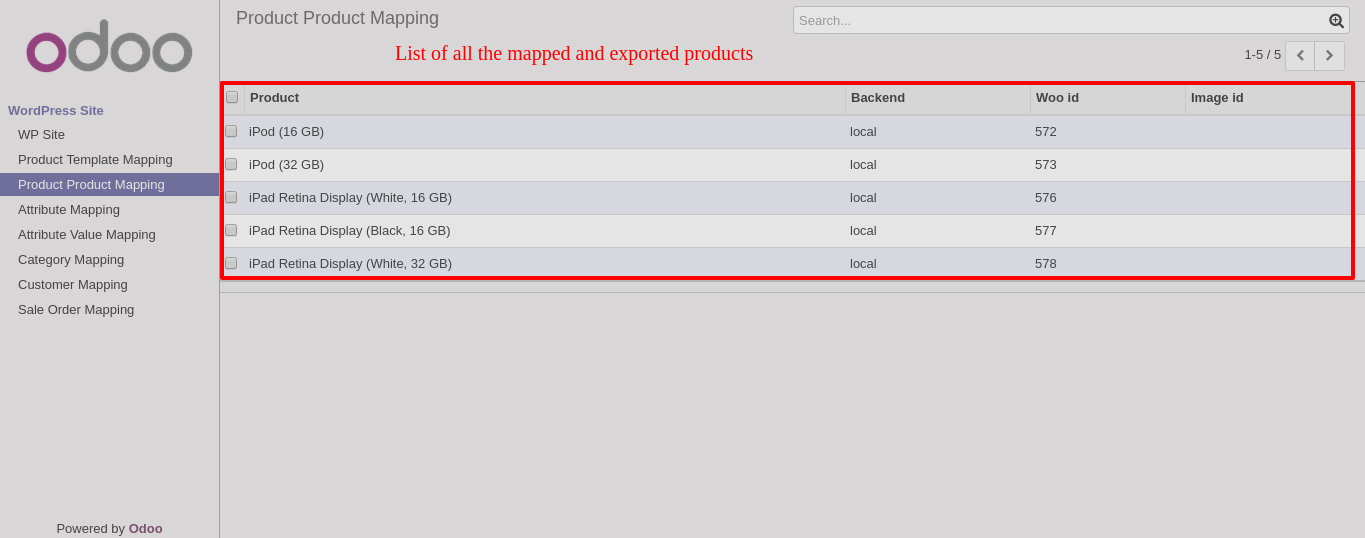 odoo
WordPress Site
WP Site
Product Template Mapping
Product Product Mapping
Attribute Mapping
Attribute Value Mapping
Category Mapping
Customer Mapping
Sale Order Mapping
Powered by Odoo
Product Product Mapping
Search...
List of all the mapped and exported products
1-5 / 5
Product Backend Woo id Image id
iPod (16 GB) local 572
iPod (32 GB) local 573
iPad Retina Display (White, 16 GB) local 576
iPad Retina Display (Black, 16 GB) local 577
iPad Retina Display (White, 32 GB) local 578